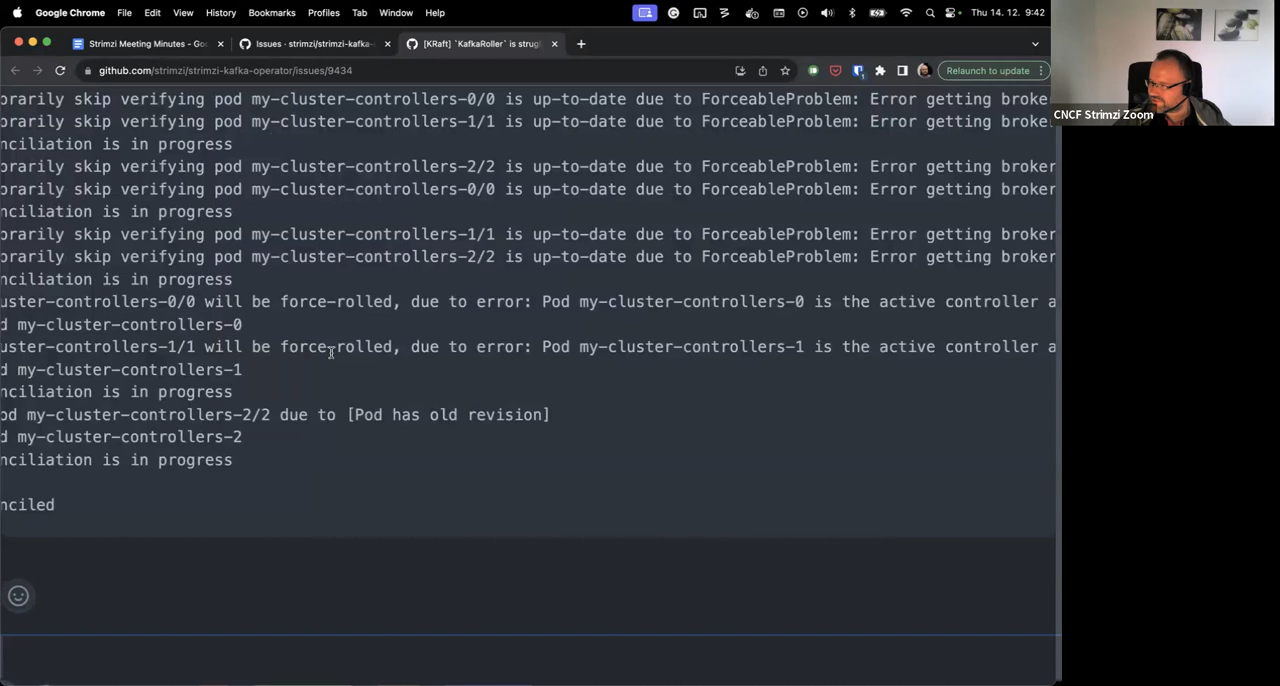 Google Chrome File Edit View History Bookmarks Profiles Tab Window Help Thu 14. 12. 9:42
Strimzi Meeting Minutes - Goo Issues · strimzi/strimzi-kafka- [KRaft] `KafkaRoller` is strugg
github.com/strimzi/strimzi-kafka-operator/issues/9434 Relaunch to update
CNCF Strimzi Zoom
orarily skip verifying pod my-cluster-controllers-0/0 is up-to-date due to ForceableProblem: Error getting broke
orarily skip verifying pod my-cluster-controllers-1/1 is up-to-date due to ForceableProblem: Error getting broker
nciliation is in progress
orarily skip verifying pod my-cluster-controllers-2/2 is up-to-date due to ForceableProblem: Error getting broker
orarily skip verifying pod my-cluster-controllers-0/0 is up-to-date due to ForceableProblem: Error getting broker
nciliation is in progress
orarily skip verifying pod my-cluster-controllers-1/1 is up-to-date due to ForceableProblem: Error getting broker
orarily skip verifying pod my-cluster-controllers-2/2 is up-to-date due to ForceableProblem: Error getting broker
nciliation is in progress
uster-controllers-0/0 will be force-rolled, due to error: Pod my-cluster-controllers-0 is the active controller a
d my-cluster-controllers-0
uster-controllers-1/1 will be force-rolled, due to error: Pod my-cluster-controllers-1 is the active controller a
d my-cluster-controllers-1
nciliation is in progress
od my-cluster-controllers-2/2 due to [Pod has old revision]
d my-cluster-controllers-2
nciliation is in progress
nciled